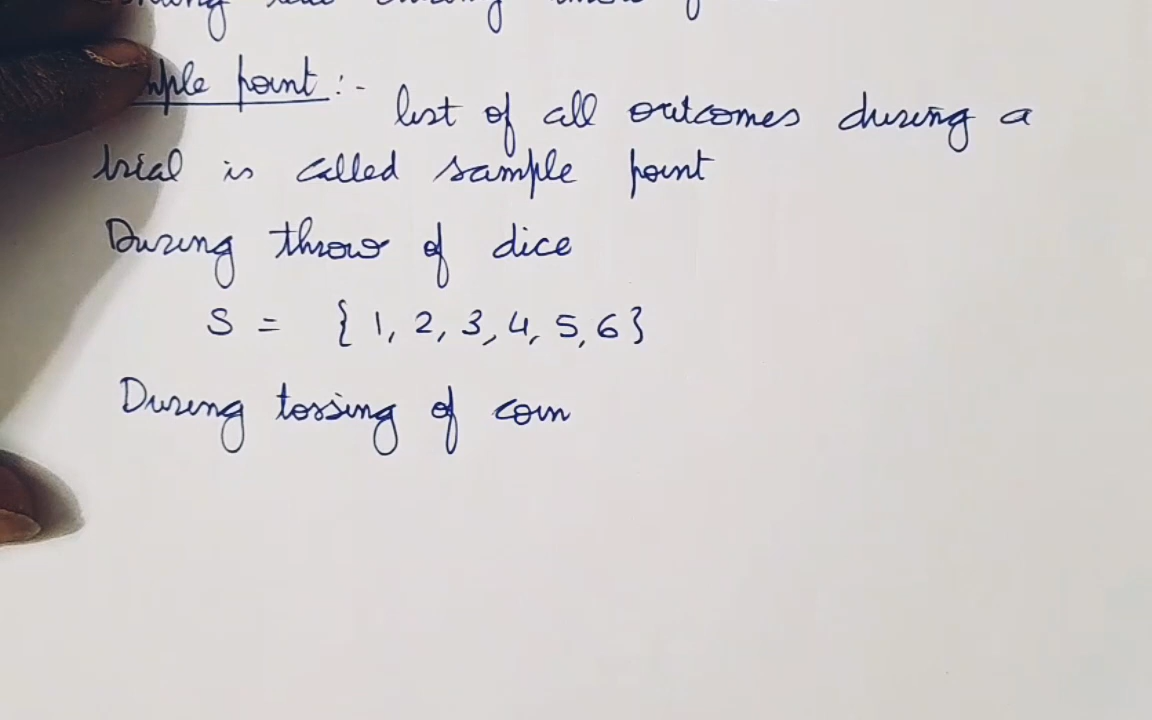 point :-
list of all outcomes during a
trial is called sample point
During throw of dice
S = { 1, 2, 3, 4, 5, 6 }
During tossing of coin